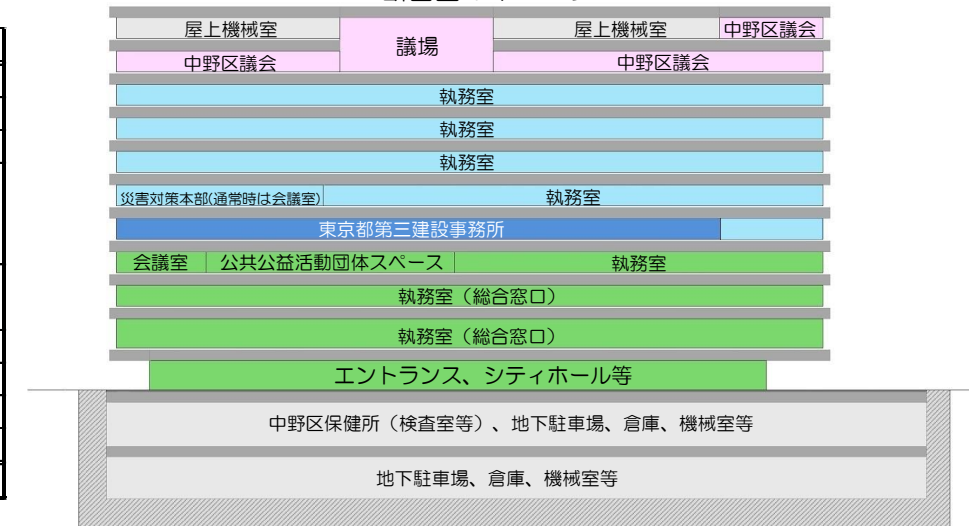 屋上機械室 議場 屋上機械室 中野区議会
中野区議会 中野区議会
執務室
執務室
執務室
災害対策本部(通常時は会議室) 執務室
東京都第三建設事務所
会議室 公共公益活動団体スペース 執務室
執務室（総合窓口）
執務室（総合窓口）
エントランス、シティホール等
中野区保健所（検査室等）、地下駐車場、倉庫、機械室等
地下駐車場、倉庫、機械室等